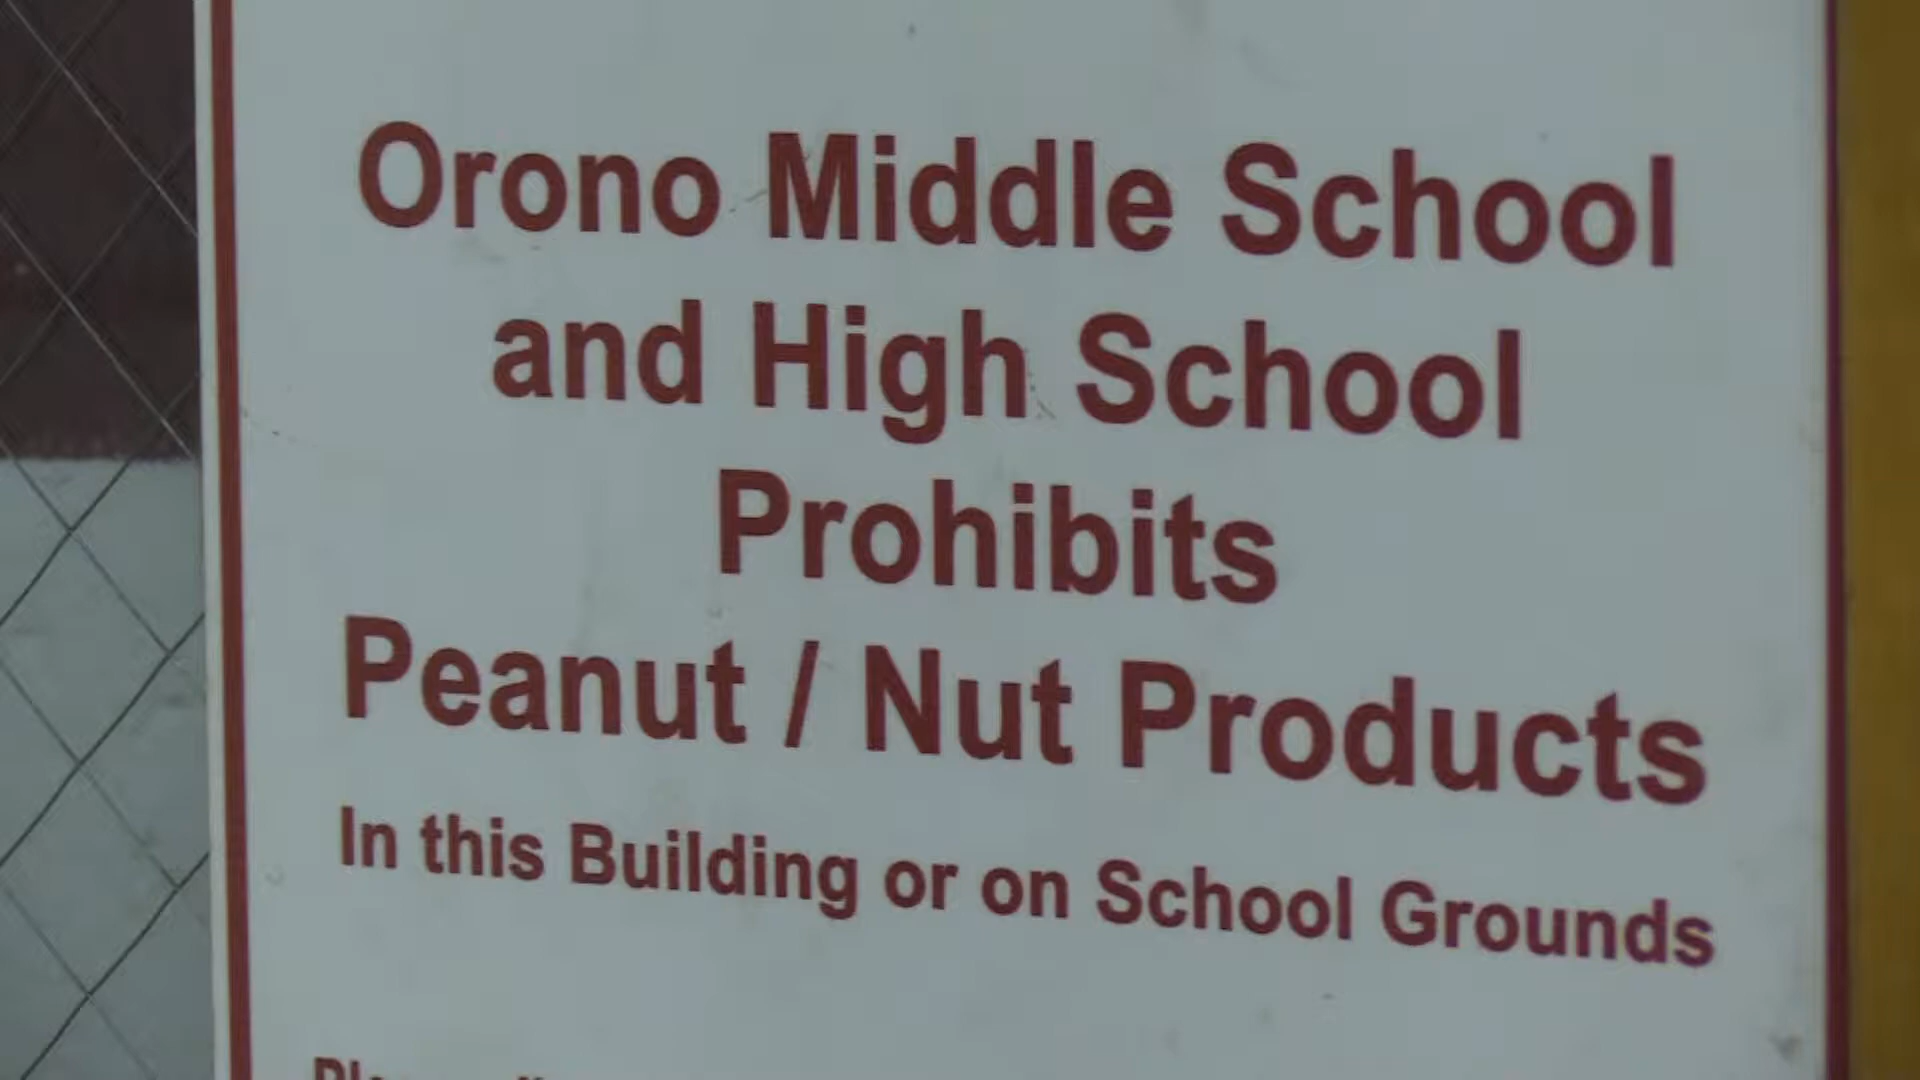 Orono Middle School
and High School
Prohibits
Peanut / Nut Products
In this Building or on School Grounds